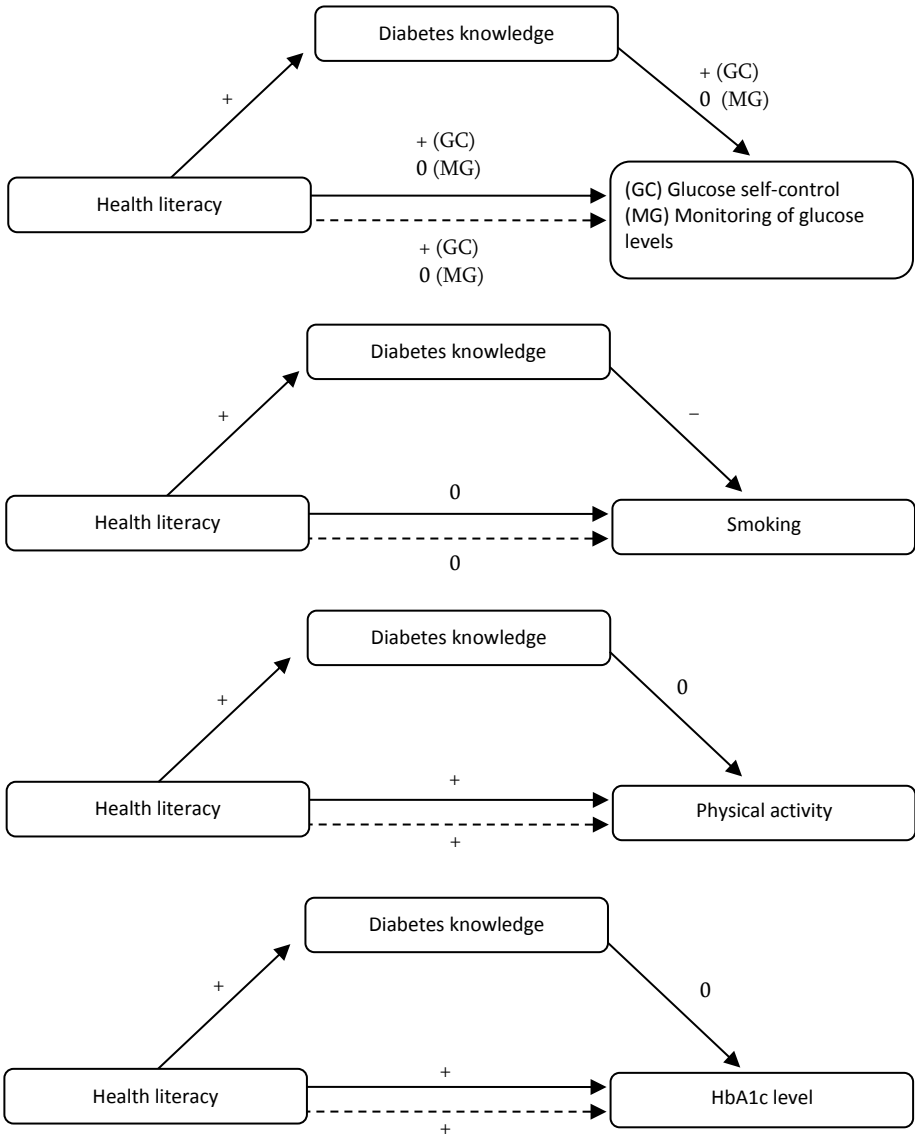 Diabetes knowledge
+
+ (GC)
0 (MG)
+ (GC)
0 (MG)
Health literacy
(GC) Glucose self-control
(MG) Monitoring of glucose
levels
+ (GC)
0 (MG)
Diabetes knowledge
+
−
0
Health literacy
Smoking
0
Diabetes knowledge
+
0
+
Health literacy
Physical activity
+
Diabetes knowledge
+
0
+
Health literacy
HbA1c level
+